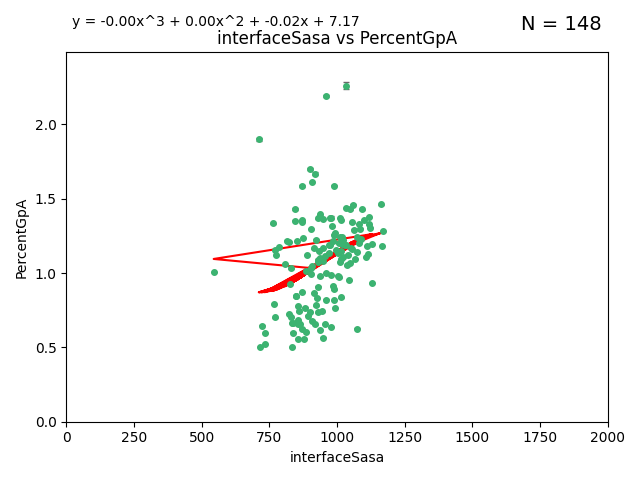 y = -0.00x^3 + 0.00x^2 + -0.02x + 7.17
N = 148
interfaceSasa vs PercentGpA
PercentGpA
2.0
1.5
1.0
0.5
0.0
0 250 500 750 1000 1250 1500 1750 2000
interfaceSasa